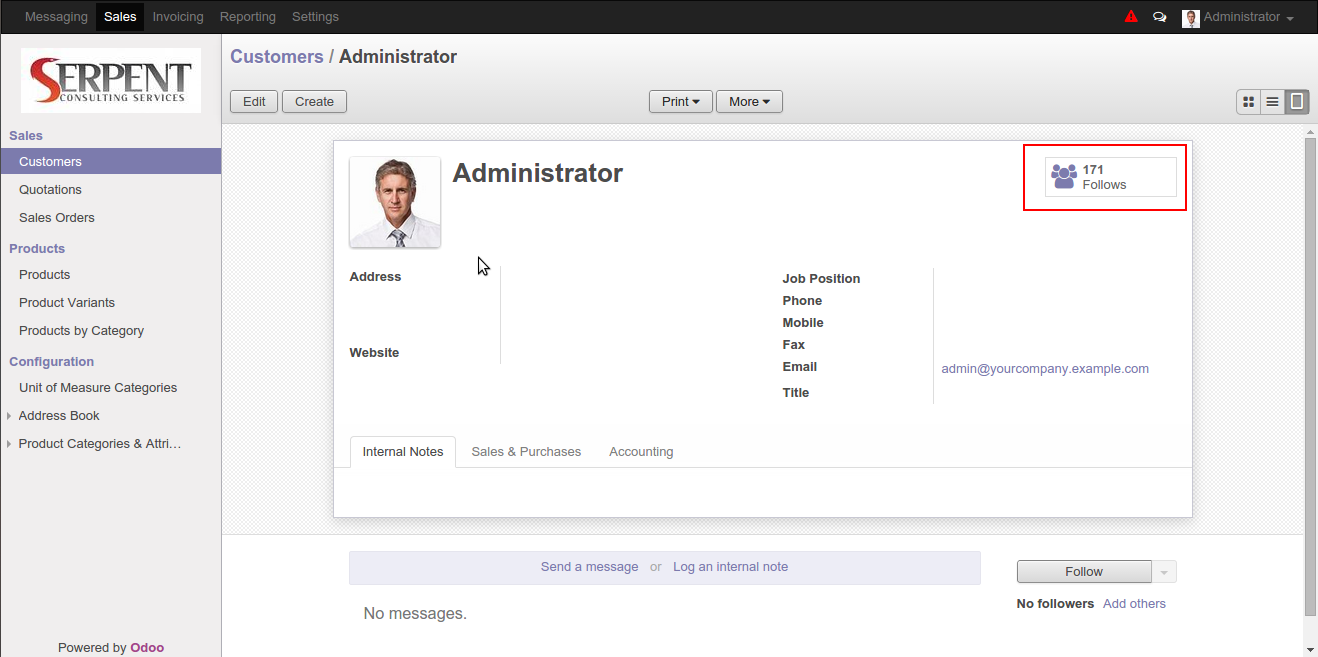 Messaging Sales Invoicing Reporting Settings Administrator
SERPENT
CONSULTING SERVICES
Sales
Customers
Quotations
Sales Orders
Products
Products
Product Variants
Products by Category
Configuration
Unit of Measure Categories
Address Book
Product Categories & Attri...
Powered by Odoo
Customers / Administrator
Edit Create Print More
Administrator
171
Follows
Address
Website
Job Position
Phone
Mobile
Fax
Email admin@yourcompany.example.com
Title
Internal Notes Sales & Purchases Accounting
Send a message or Log an internal note
No messages.
Follow
No followers Add others